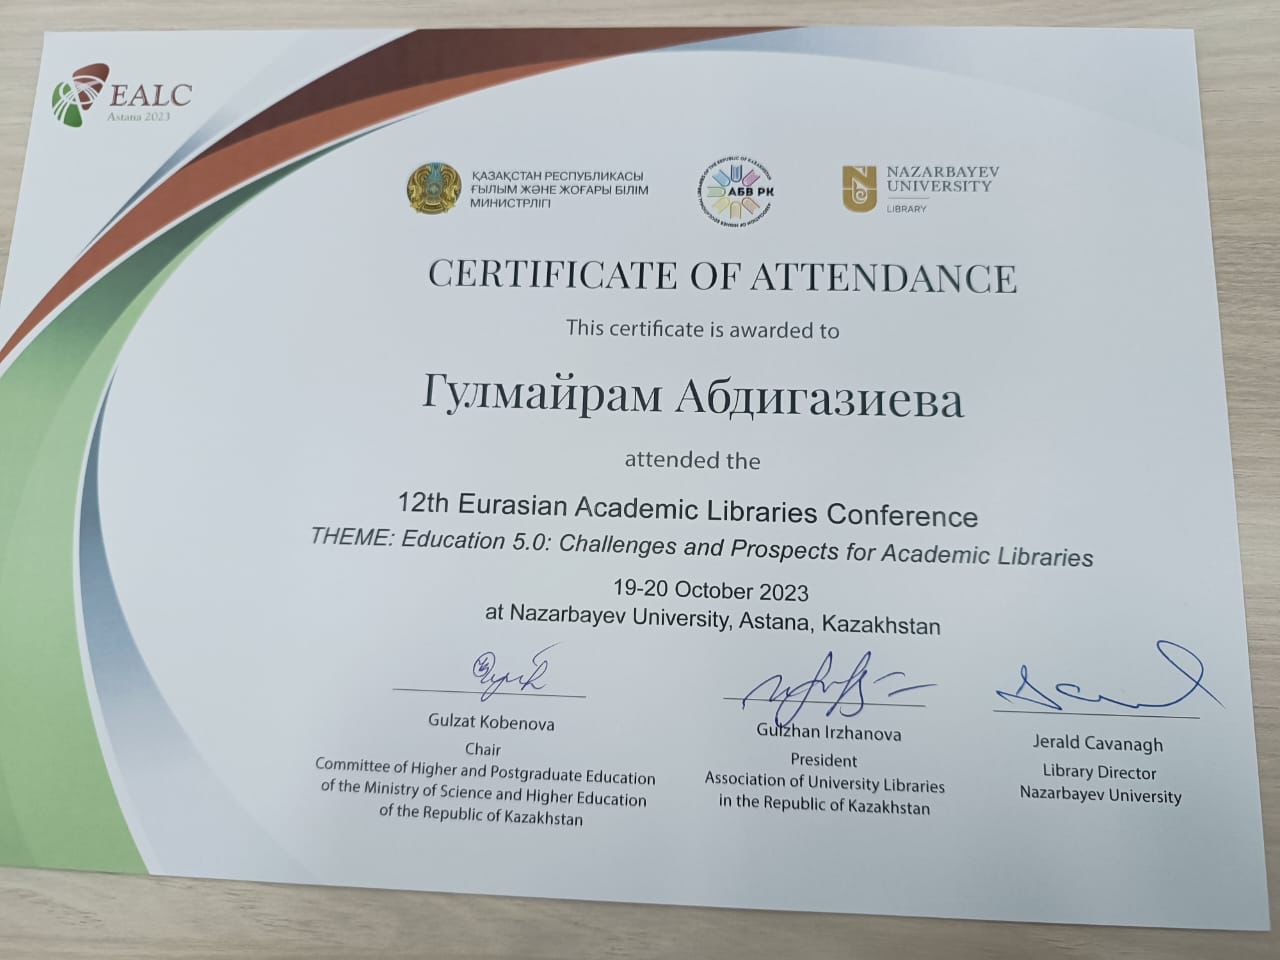 EALC
Astana 2023
ҚАЗАҚСТАН РЕСПУБЛИКАСЫ
ҒЫЛЫМ ЖӘНЕ ЖОҒАРЫ БІЛІМ
МИНИСТРЛІГІ
АБВ РК
NAZARBAYEV
UNIVERSITY
LIBRARY
CERTIFICATE OF ATTENDANCE
This certificate is awarded to
Гулмайрам Абдигазиева
attended the
12th Eurasian Academic Libraries Conference
THEME: Education 5.0: Challenges and Prospects for Academic Libraries
19-20 October 2023
at Nazarbayev University, Astana, Kazakhstan
Gulzat Kobenova
Chair
Committee of Higher and Postgraduate Education
of the Ministry of Science and Higher Education
of the Republic of Kazakhstan
Gulzhan Irzhanova
President
Association of University Libraries
in the Republic of Kazakhstan
Jerald Cavanagh
Library Director
Nazarbayev University